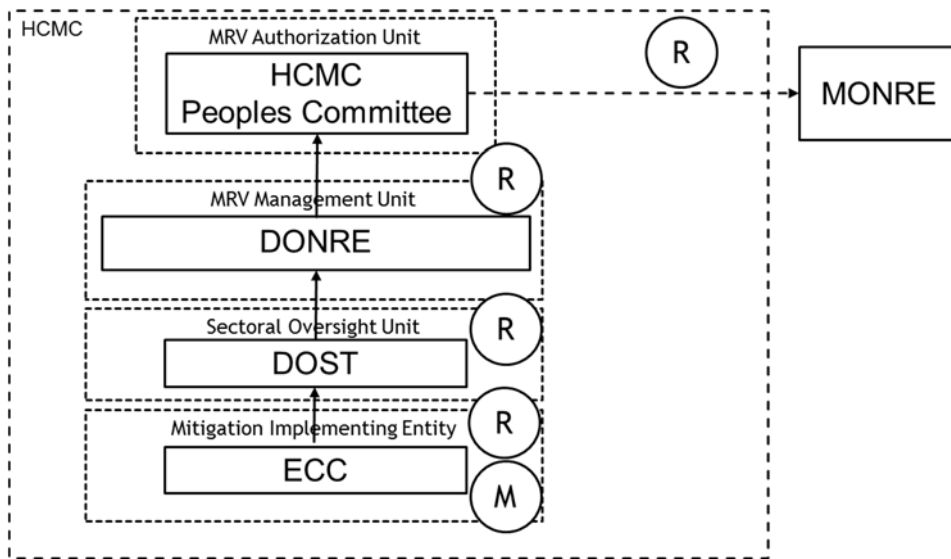 HCMC
MRV Authorization Unit
HCMC
Peoples Committee
R
MONRE
R
MRV Management Unit
DONRE
R
Sectoral Oversight Unit
DOST
R
Mitigation Implementing Entity
ECC
M